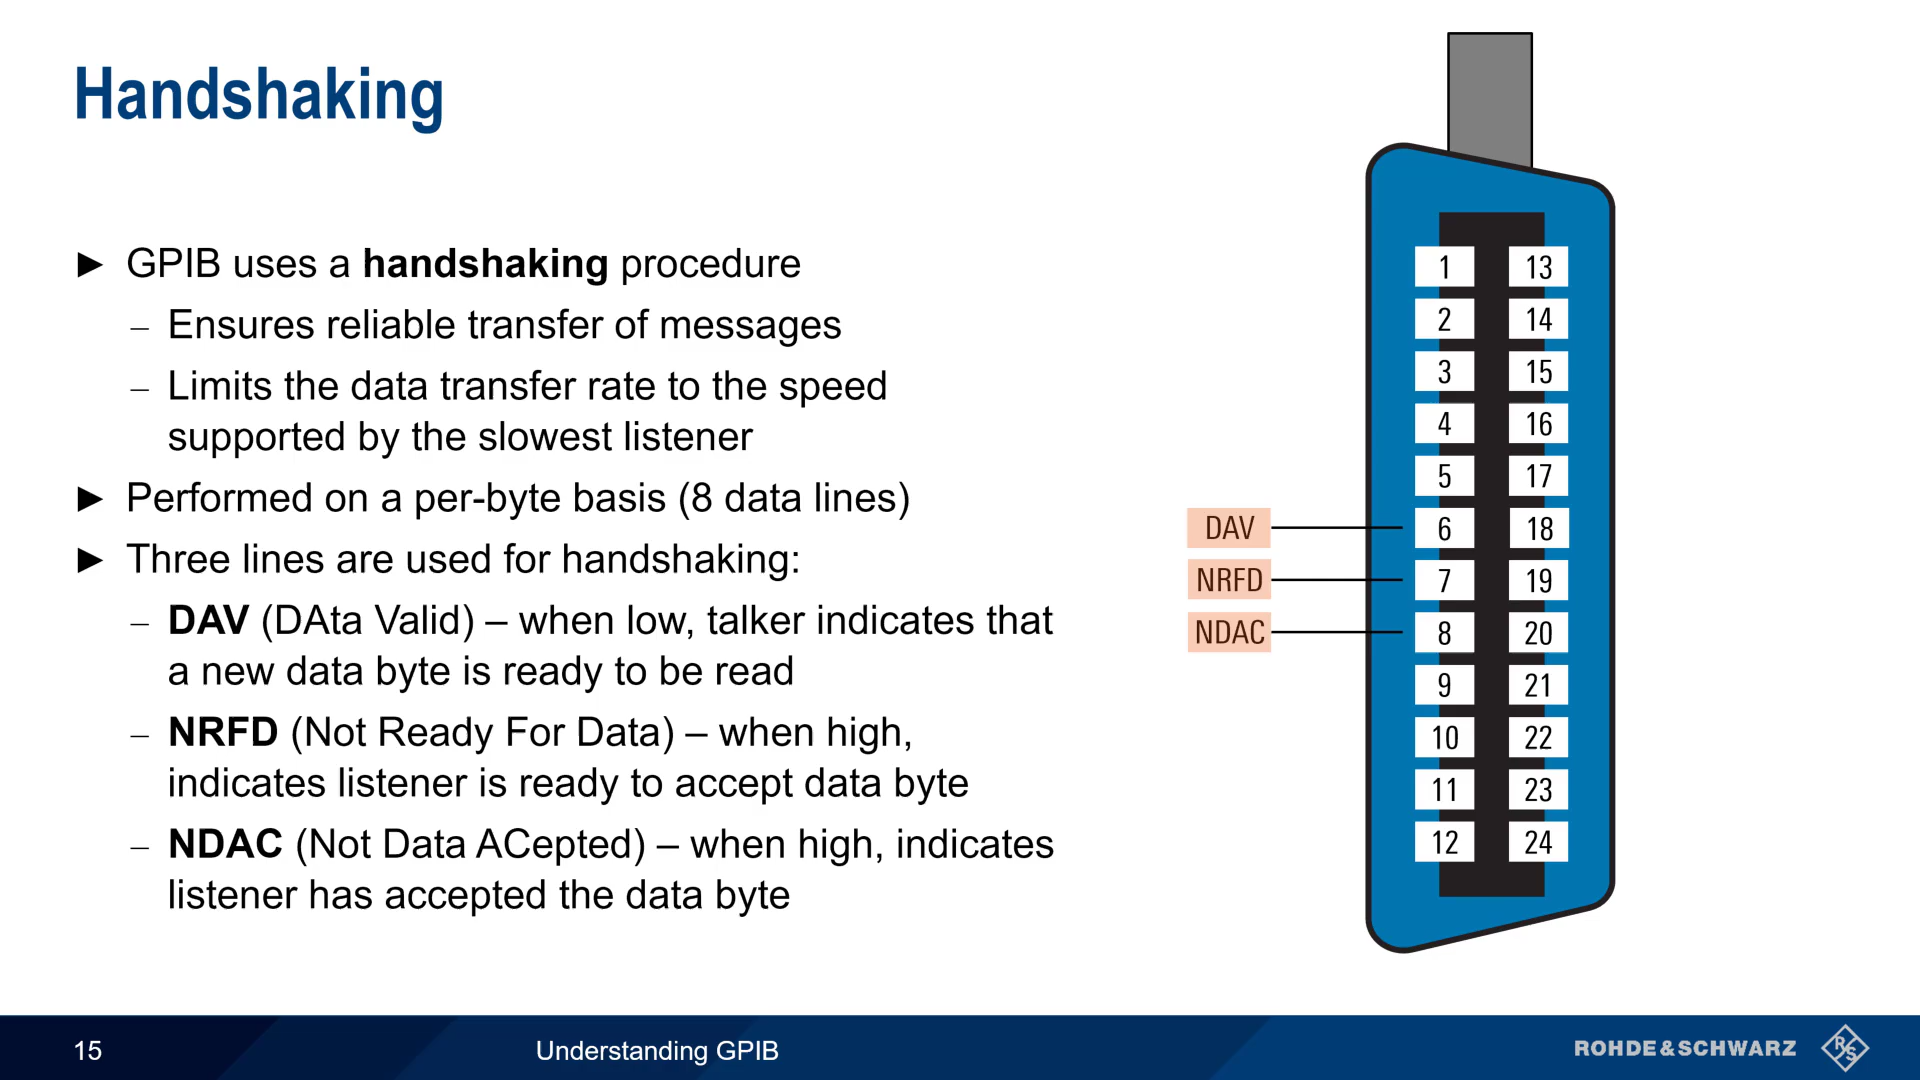 Handshaking
► GPIB uses a handshaking procedure
– Ensures reliable transfer of messages
– Limits the data transfer rate to the speed
supported by the slowest listener
► Performed on a per-byte basis (8 data lines)
► Three lines are used for handshaking:
– DAV (DAta Valid) – when low, talker indicates that
a new data byte is ready to be read
– NRFD (Not Ready For Data) – when high,
indicates listener is ready to accept data byte
– NDAC (Not Data ACepted) – when high, indicates
listener has accepted the data byte
1 13
2 14
3 15
4 16
5 17
DAV 6 18
NRFD 7 19
NDAC 8 20
9 21
10 22
11 23
12 24
15 Understanding GPIB ROHDE&SCHWARZ R&S